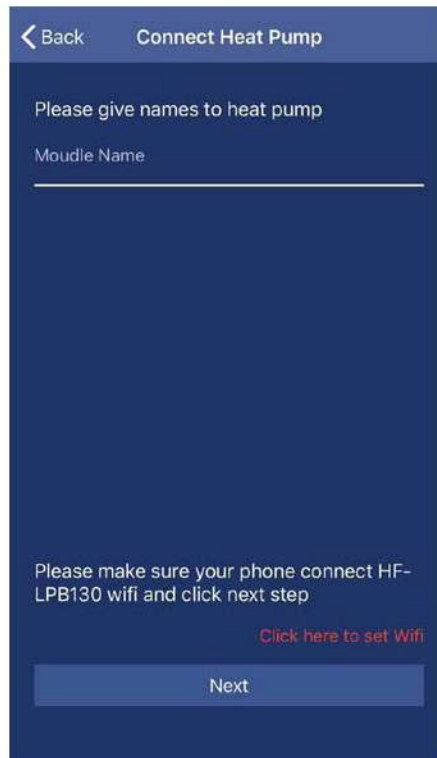 Back Connect Heat Pump
Please give names to heat pump
Moudle Name
Please make sure your phone connect HF-
LPB130 wifi and click next step
Click here to set Wifi
Next